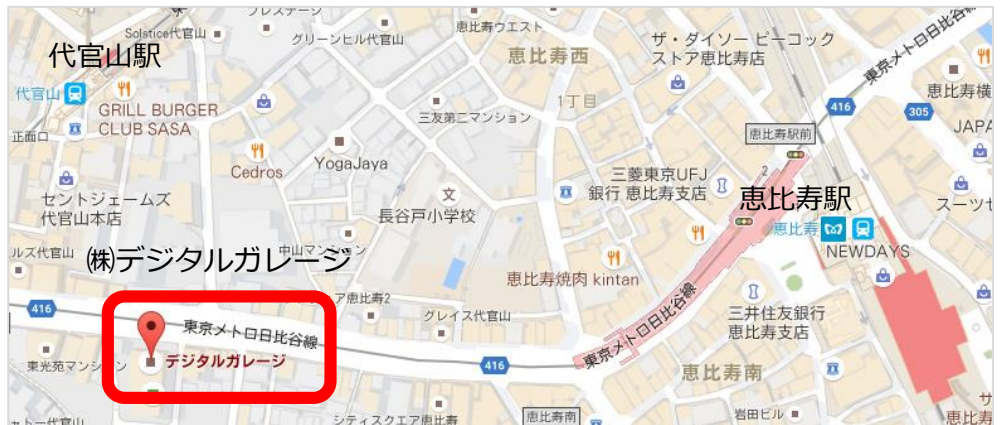 プレステージ
Solstice代官山
グリーンヒル代官山
恵比寿ウエスト
恵比寿西
ザ・ダイソー ピーコック
ストア恵比寿店
東京メトロ日比谷線
代官山駅
代官山
GRILL BURGER
CLUB SASA
正面口
1丁目
三友第二マンション
416
305
恵比寿横
JAPA
恵比寿駅前
Cedros
YogaJaya
三菱東京UFJ
銀行 恵比寿支店
2
セントジェームズ
代官山本店
文
長谷戸小学校
恵比寿駅
恵比寿
スーツセ
NEWDAYS
ルズ代官山
㈱デジタルガレージ
中山マンション
恵比寿焼肉 kintan
416
ア恵比寿2
グレイス代官山
三井住友銀行
恵比寿支店
東京メトロ日比谷線
東京メトロ日比谷線
東光苑マンション
デジタルガレージ
416
恵比寿南
シティスクエア恵比寿
恵比寿南
岩田ビル
サ
恵比寿